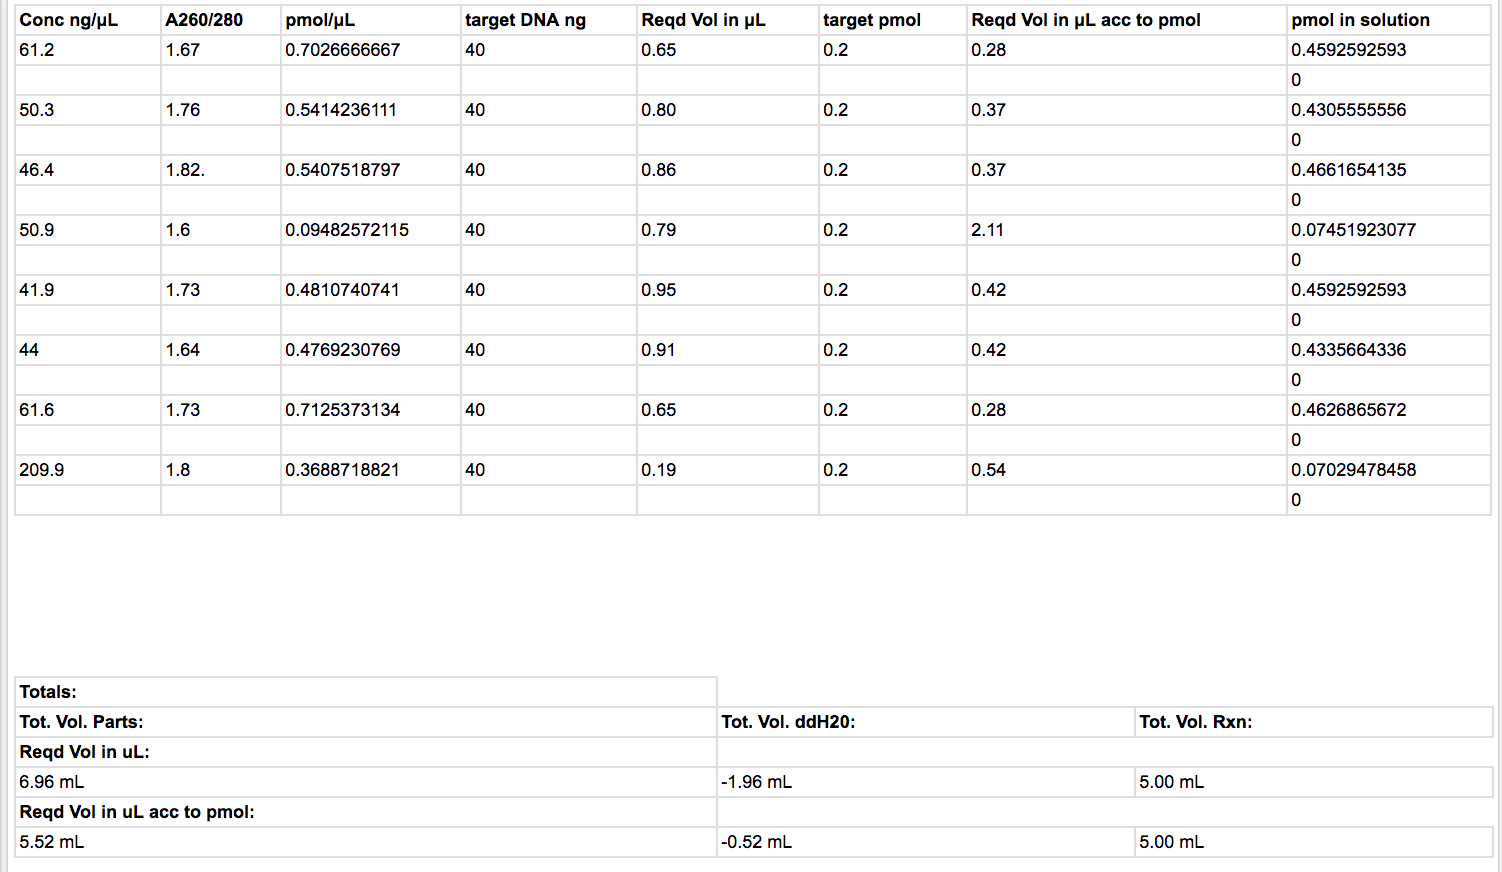 Conc ng/µL A260/280 pmol/µL target DNA ng Reqd Vol in µL target pmol Reqd Vol in µL acc to pmol pmol in solution
61.2 1.67 0.7026666667 40 0.65 0.2 0.28 0.4592592593
0
50.3 1.76 0.5414236111 40 0.80 0.2 0.37 0.4305555556
0
46.4 1.82. 0.5407518797 40 0.86 0.2 0.37 0.4661654135
0
50.9 1.6 0.09482572115 40 0.79 0.2 2.11 0.07451923077
0
41.9 1.73 0.4810740741 40 0.95 0.2 0.42 0.4592592593
0
44 1.64 0.4769230769 40 0.91 0.2 0.42 0.4335664336
0
61.6 1.73 0.7125373134 40 0.65 0.2 0.28 0.4626865672
0
209.9 1.8 0.3688718821 40 0.19 0.2 0.54 0.07029478458
0
Totals:
Tot. Vol. Parts: Tot. Vol. ddH20: Tot. Vol. Rxn:
Reqd Vol in uL:
6.96 mL -1.96 mL 5.00 mL
Reqd Vol in uL acc to pmol:
5.52 mL -0.52 mL 5.00 mL